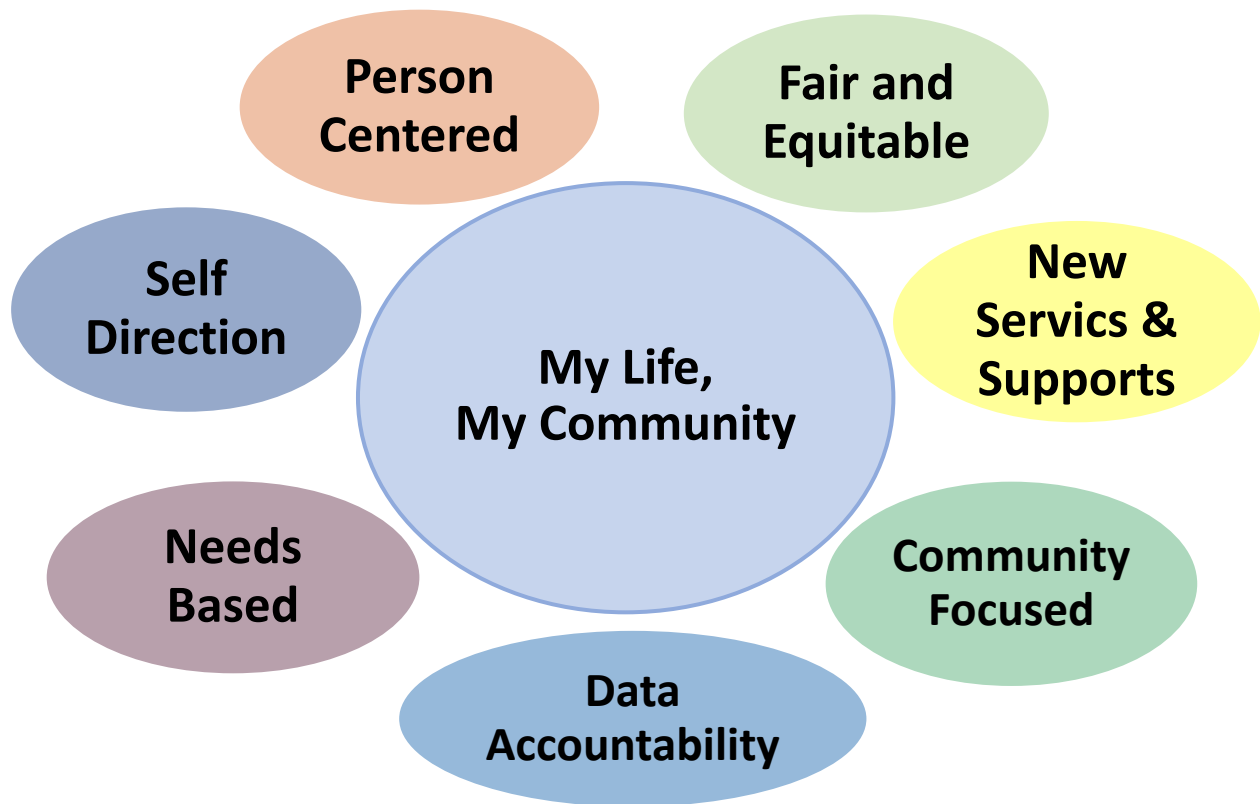 Person
Centered
Fair and
Equitable
Self
Direction
New
Servics &
Supports
My Life,
My Community
Needs
Based
Community
Focused
Data
Accountability